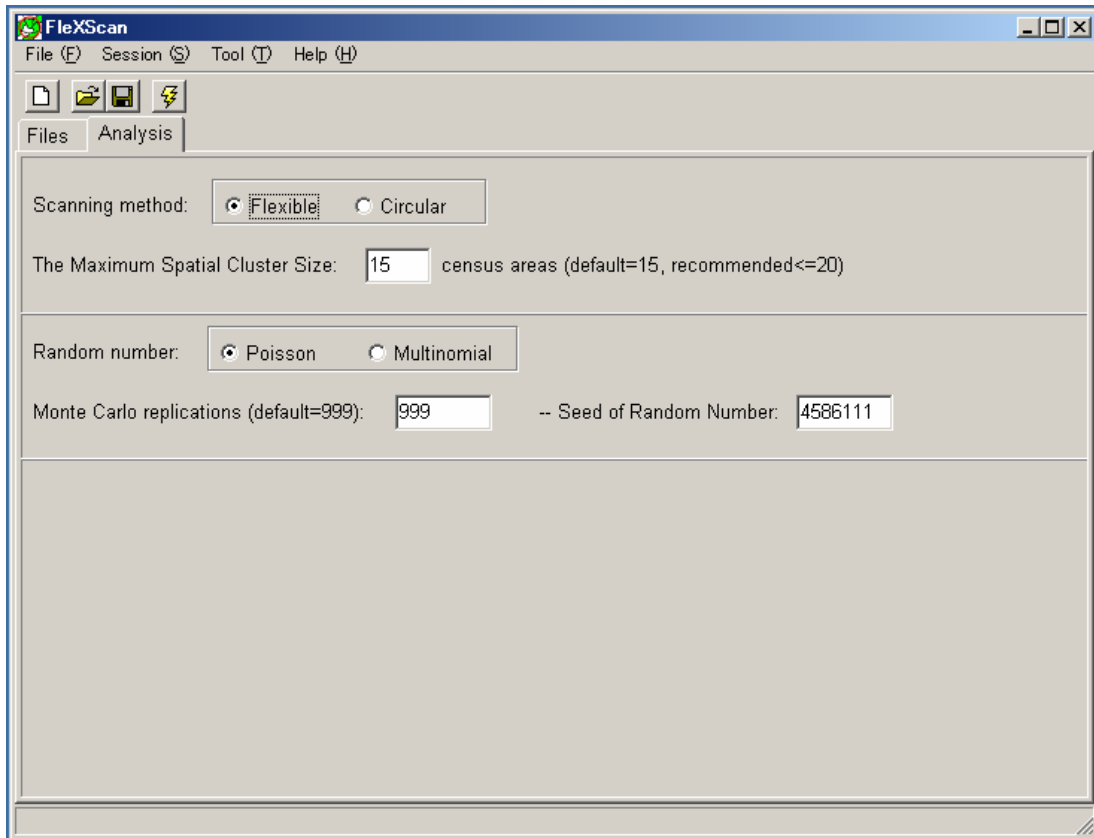 FleXScan
File (F) Session (S) Tool (T) Help (H)
Files Analysis
Scanning method: Flexible Circular
The Maximum Spatial Cluster Size: 15 census areas (default=15, recommended<=20)
Random number: Poisson Multinomial
Monte Carlo replications (default=999): 999 -- Seed of Random Number: 4586111